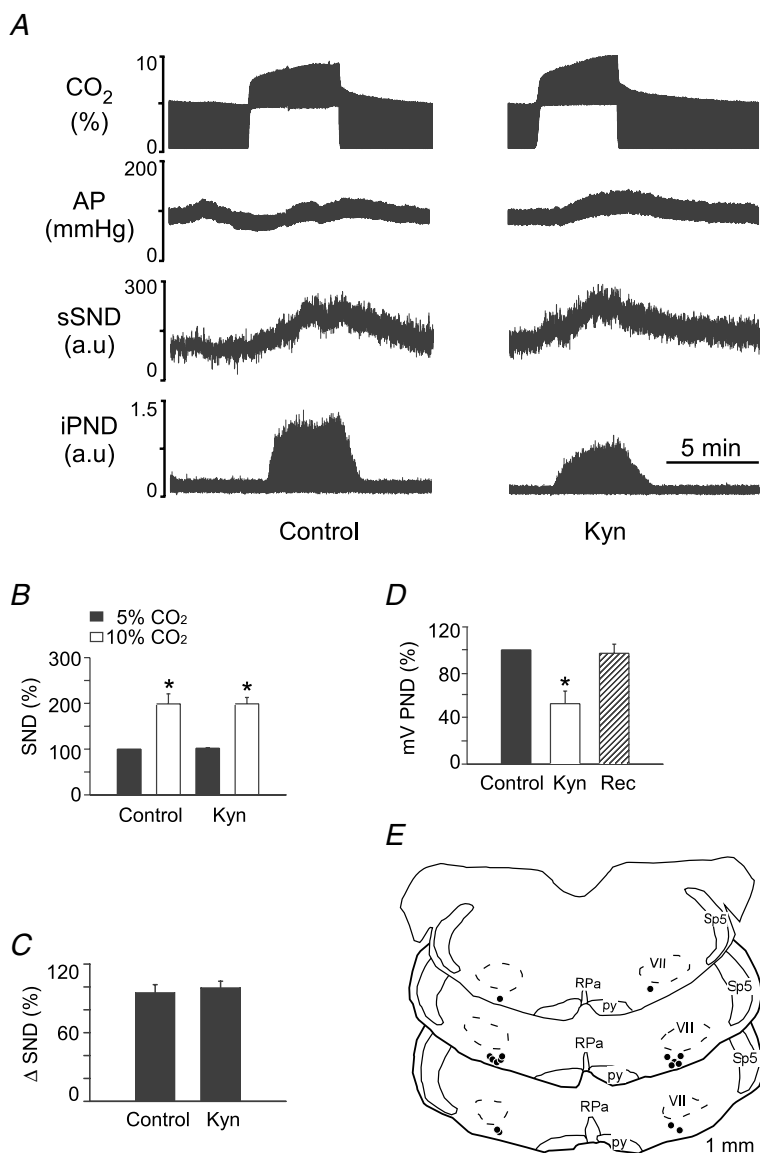 A
CO2
(%)
10
0
AP
(mmHg)
200
0
sSND
(a.u)
300
0
iPND
(a.u)
1.5
0
5 min
Control
Kyn
B
5% CO2
10% CO2
SND (%)
300
200
100
0
*
*
Control
Kyn
D
mV PND (%)
120
80
40
0
*
Control
Kyn
Rec
C
Δ SND (%)
120
60
0
Control
Kyn
E
Sp5
VII
RPa
py
Sp5
VII
RPa
py
Sp5
VII
RPa
py
1 mm